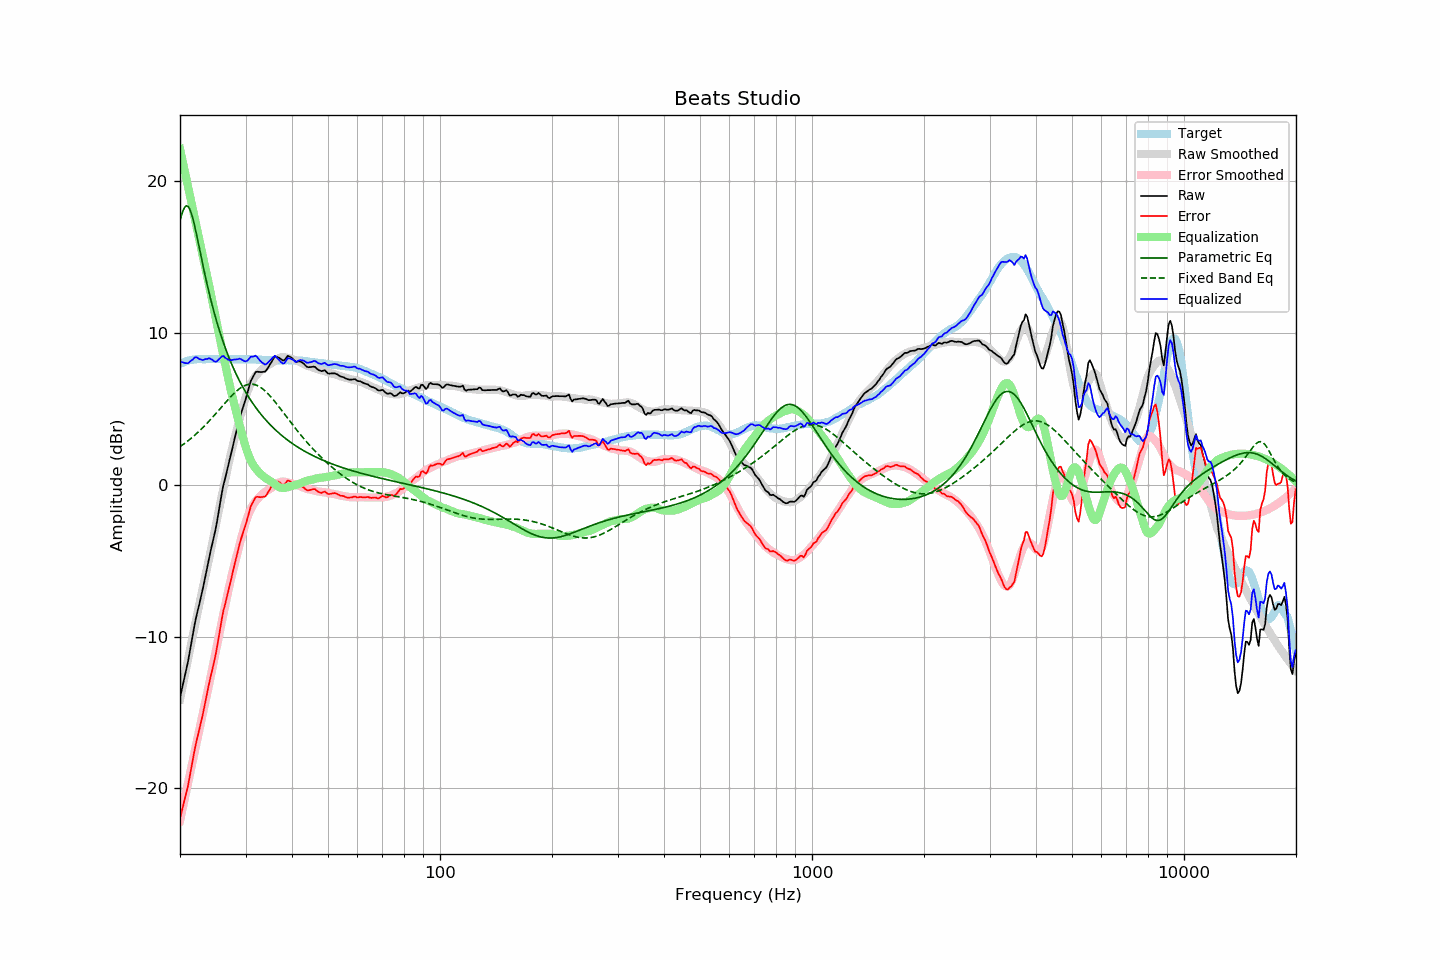 Beats Studio
Target
Raw Smoothed
Error Smoothed
Raw
Error
Equalization
Parametric Eq
Fixed Band Eq
Equalized
20
10
0
−10
−20
Amplitude (dBr)
100
1000
10000
Frequency (Hz)